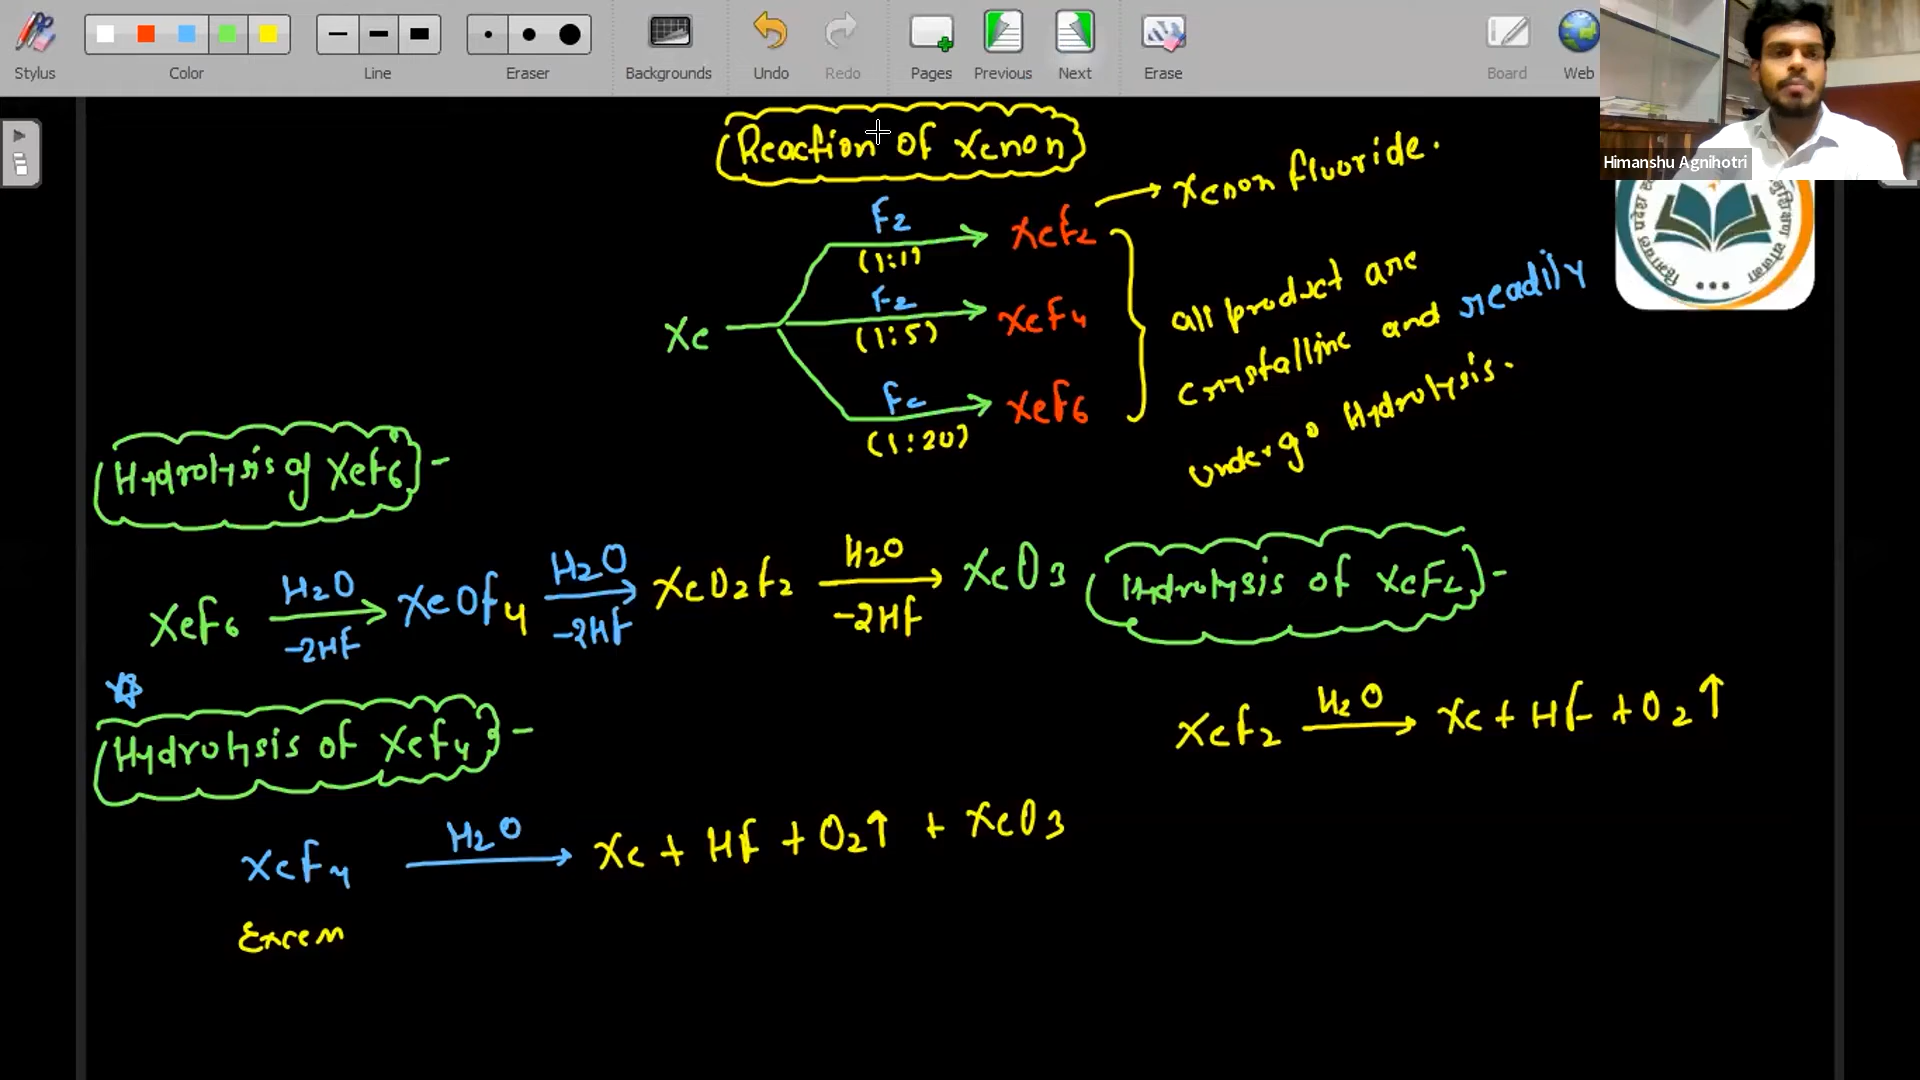 Stylus
Color
Line
Eraser
Backgrounds
Undo
Redo
Pages
Previous
Next
Erase
Board
Web
Himanshu Agnihotri
Reaction of Xenon
Xe
F2
(1:1)
XeF2
→ Xenon fluoride.
F2
(1:5)
XeF4
F2
(1:20)
XeF6
all product are
crystalline and readily
undergo Hydrolysis.
Hydrolysis of XeF6 -
XeF6 H2O -2HF → XeOF4 H2O -2HF → XeO2F2 H2O -2HF → XeO3
Hydrolysis of XeF2 -
XeF2 H2O → Xe + HF + O2 ↑
Hydrolysis of XeF4 -
XeF4 H2O → Xe + HF + O2 ↑ + XeO3